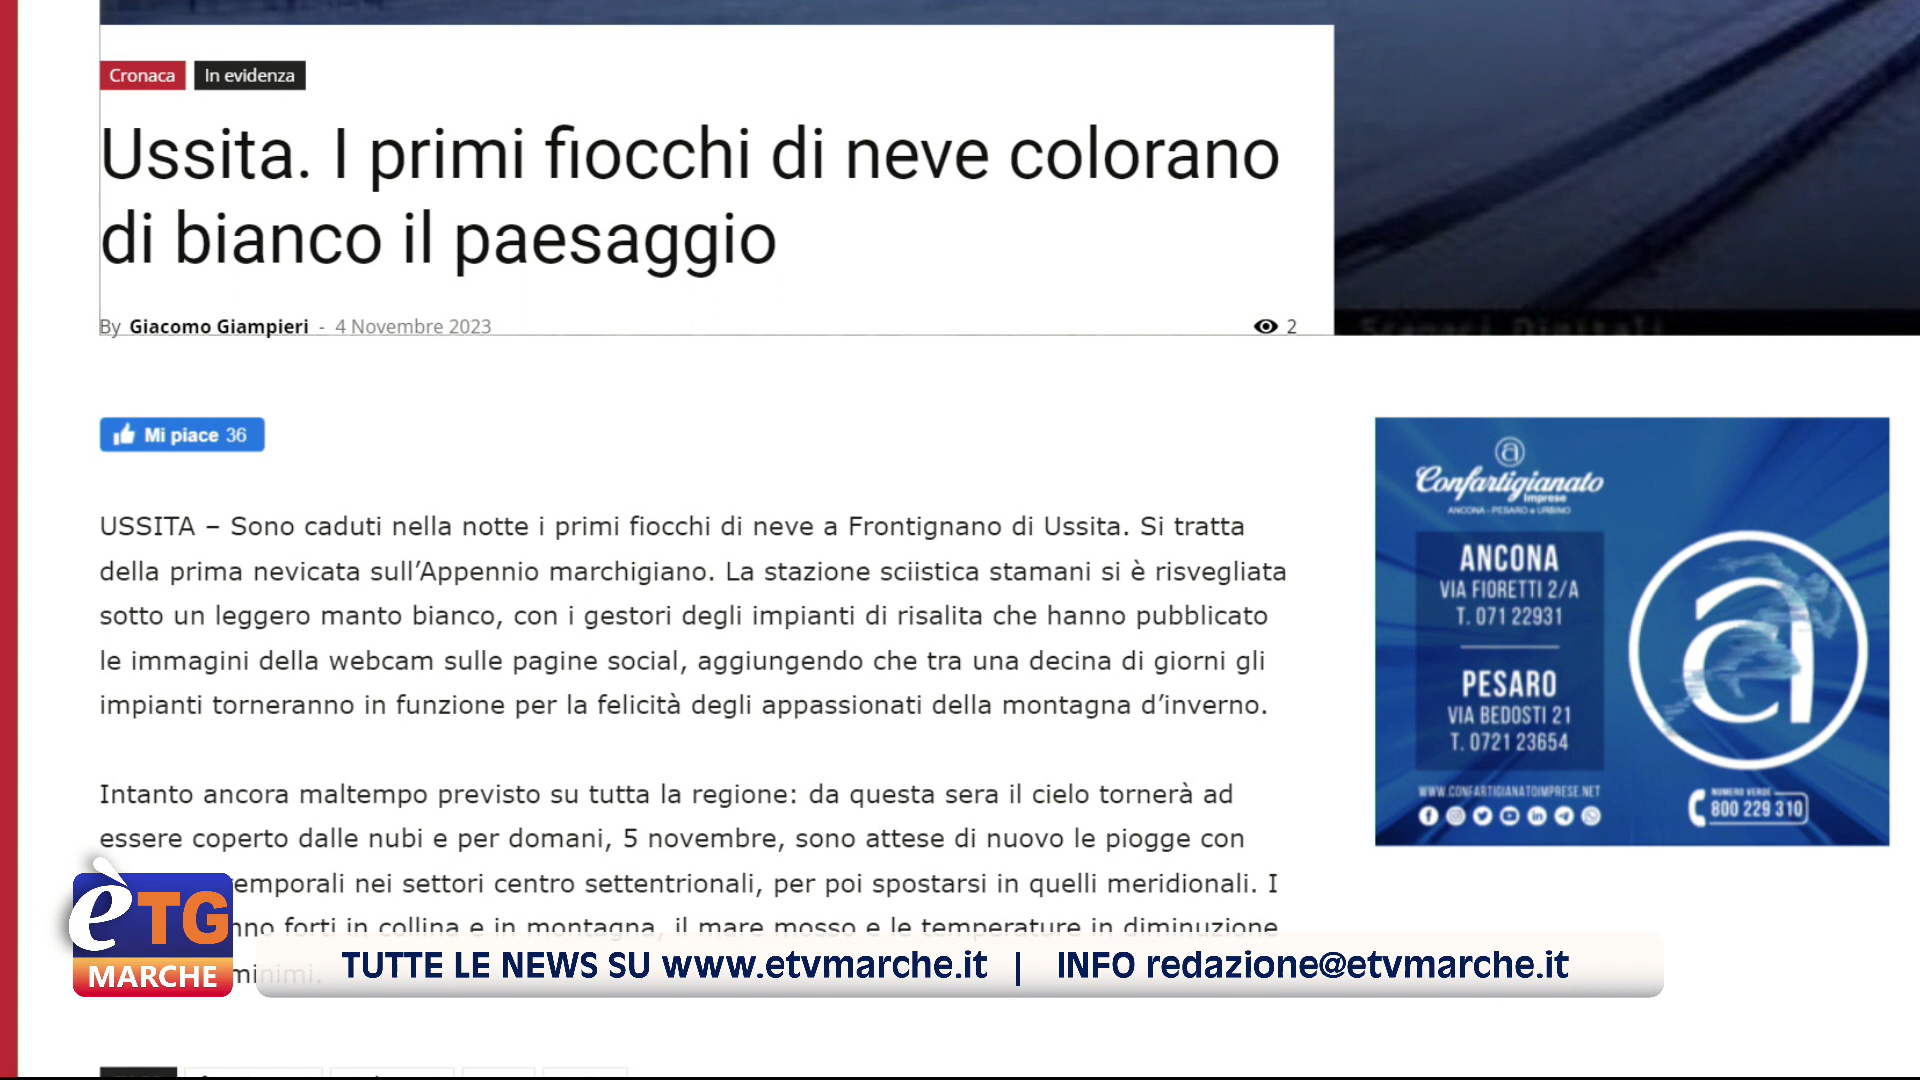 Cronaca
In evidenza
Ussita. I primi fiocchi di neve colorano
di bianco il paesaggio
By Giacomo Giampieri - 4 Novembre 2023
2
Mi piace 36
USSITA – Sono caduti nella notte i primi fiocchi di neve a Frontignano di Ussita. Si tratta
della prima nevicata sull’Appennio marchigiano. La stazione sciistica stamani si è risvegliata
sotto un leggero manto bianco, con i gestori degli impianti di risalita che hanno pubblicato
le immagini della webcam sulle pagine social, aggiungendo che tra una decina di giorni gli
impianti torneranno in funzione per la felicità degli appassionati della montagna d’inverno.
Intanto ancora maltempo previsto su tutta la regione: da questa sera il cielo tornerà ad
essere coperto dalle nubi e per domani, 5 novembre, sono attese di nuovo le piogge con
emporali nei settori centro settentrionali, per poi spostarsi in quelli meridionali. I
nno forti in collina e in montagna, il mare mosso e le temperature in diminuzione
minimi.
Confartigianato
Imprese
ANCONA - PESARO e URBINO
ANCONA
VIA FIORETTI 2/A
T. 071 22931
PESARO
VIA BEDOSTI 21
T. 0721 23654
WWW.CONFARTIGIANATOIMPRESE.NET
NUMERO VERDE
800 229 310
è TG
MARCHE
TUTTE LE NEWS SU www.etvmarche.it | INFO redazione@etvmarche.it